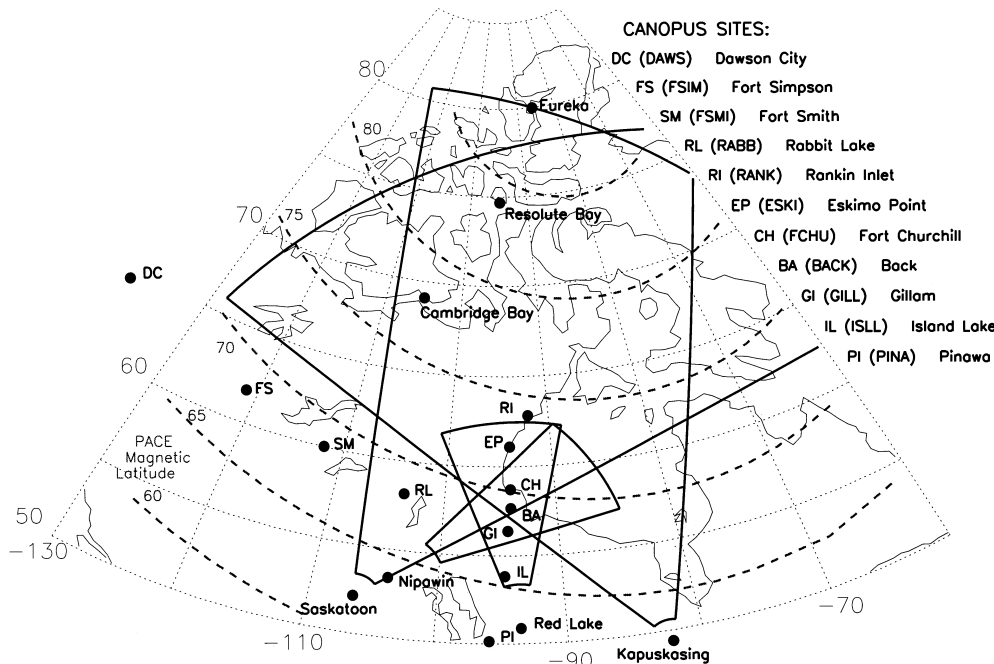 CANOPUS SITES:
DC (DAWS) Dawson City
FS (FSIM) Fort Simpson
SM (FSMI) Fort Smith
RL (RABB) Rabbit Lake
RI (RANK) Rankin Inlet
EP (ESKI) Eskimo Point
CH (FCHU) Fort Churchill
BA (BACK) Back
GI (GILL) Gillam
IL (ISLL) Island Lake
PI (PINA) Pinawa
80
Eureka
80
Resolute Bay
70
75
DC
Cambridge Bay
70
60
FS
RI
65
SM
EP
PACE
Magnetic
Latitude
60
RL
CH
BA
50
-130
GI
IL
Nipawin
Saskatoon
-70
-110
PI
Red Lake
-90
Kapuskasing